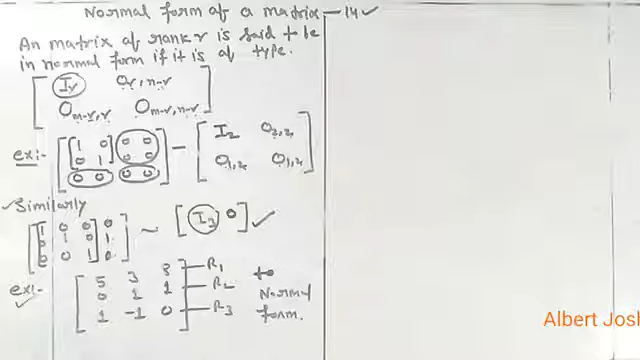 Normal form of a matrix - 14 ✓
An matrix of rank r is said to be
in normal form if it is of type.
[ Ir Or,n-r
Om-r,r Om-r,n-r ]
ex:- [ 1 0 0 0
0 1 0 0
0 0 0 0 ] - [ I2 O2,2
O1,2 O1,2 ]
Similarly
[ 1 0 0 0
0 1 0 1
0 0 1 0 ] ~ [ I3 0 ] ✓
ex:- [ 5 3 8 ] - R1
0 1 1 - R2
1 -1 0 - R3
to
Normal
form.
Albert Josh